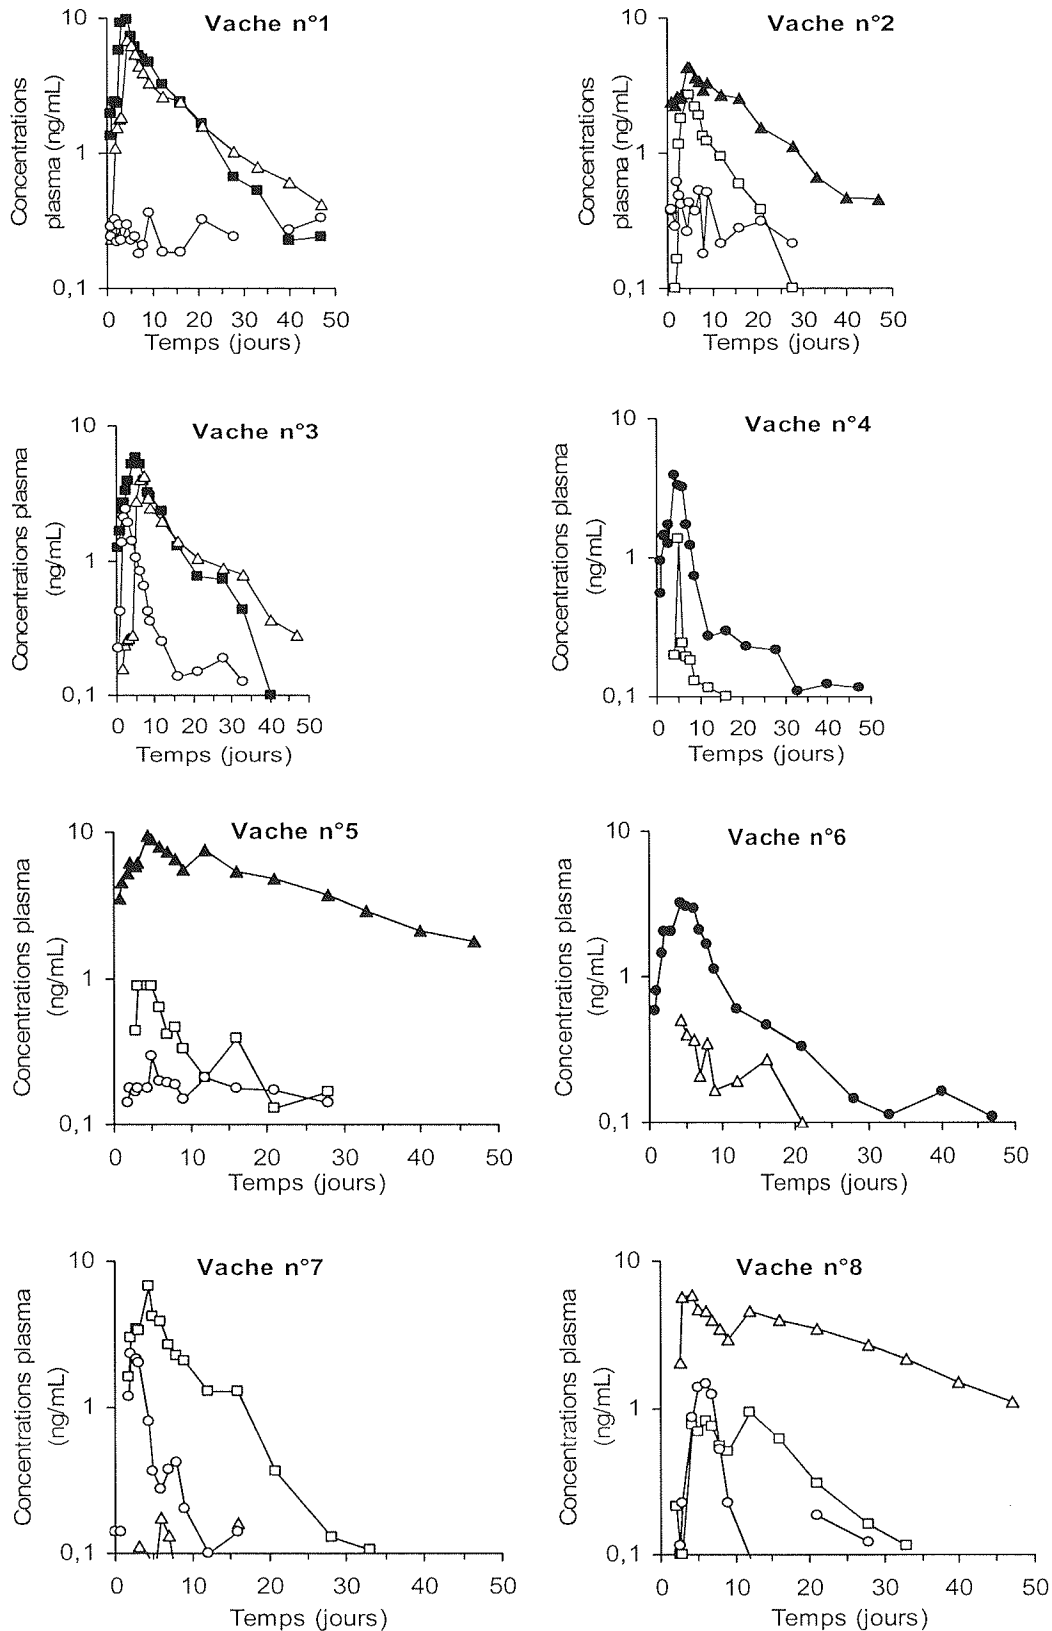 Vache n°1
Concentrations
plasma (ng/mL)
10
1
0,1
0 10 20 30 40 50
Temps (jours)
Vache n°2
Concentrations
plasma (ng/mL)
10
1
0,1
0 10 20 30 40 50
Temps (jours)
Vache n°3
Concentrations plasma
(ng/mL)
10
1
0,1
0 10 20 30 40 50
Temps (jours)
Vache n°4
Concentrations plasma
(ng/mL)
10
1
0,1
0 10 20 30 40 50
Temps (jours)
Vache n°5
Concentrations plasma
(ng/mL)
10
1
0,1
0 10 20 30 40 50
Temps (jours)
Vache n°6
Concentrations plasma
(ng/mL)
10
1
0,1
0 10 20 30 40 50
Temps (jours)
Vache n°7
Concentrations plasma
(ng/mL)
10
1
0,1
0 10 20 30 40 50
Temps (jours)
Vache n°8
Concentrations plasma
(ng/mL)
10
1
0,1
0 10 20 30 40 50
Temps (jours)